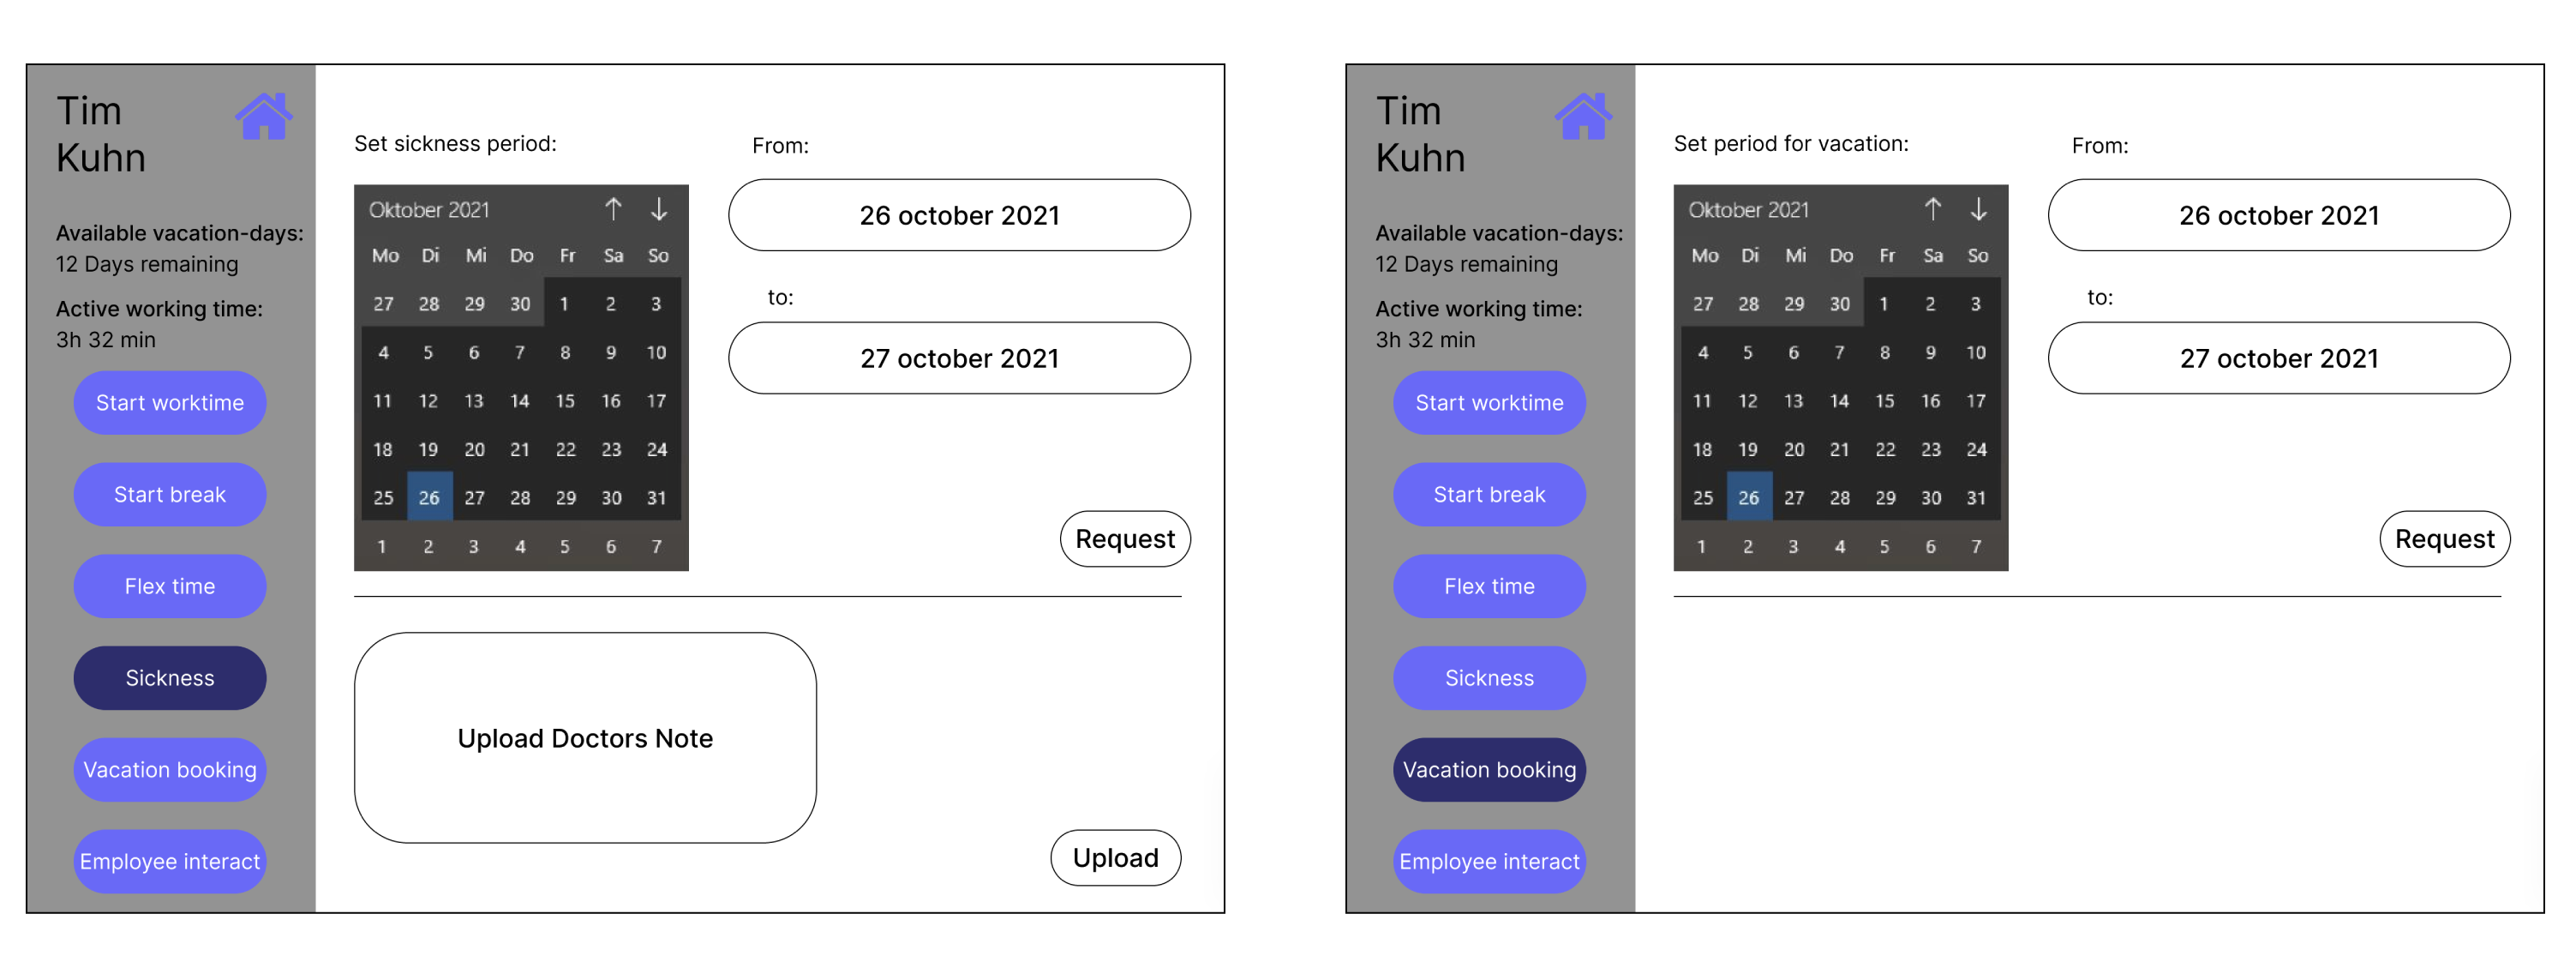 Tim
Kuhn
Available vacation-days:
12 Days remaining
Active working time:
3h 32 min
Start worktime
Start break
Flex time
Sickness
Vacation booking
Employee interact
Set sickness period:
Oktober 2021
Mo Di Mi Do Fr Sa So
27 28 29 30 1 2 3
4 5 6 7 8 9 10
11 12 13 14 15 16 17
18 19 20 21 22 23 24
25 26 27 28 29 30 31
1 2 3 4 5 6 7
From:
26 october 2021
to:
27 october 2021
Request
Upload Doctors Note
Upload
Tim
Kuhn
Available vacation-days:
12 Days remaining
Active working time:
3h 32 min
Start worktime
Start break
Flex time
Sickness
Vacation booking
Employee interact
Set period for vacation:
Oktober 2021
Mo Di Mi Do Fr Sa So
27 28 29 30 1 2 3
4 5 6 7 8 9 10
11 12 13 14 15 16 17
18 19 20 21 22 23 24
25 26 27 28 29 30 31
1 2 3 4 5 6 7
From:
26 october 2021
to:
27 october 2021
Request